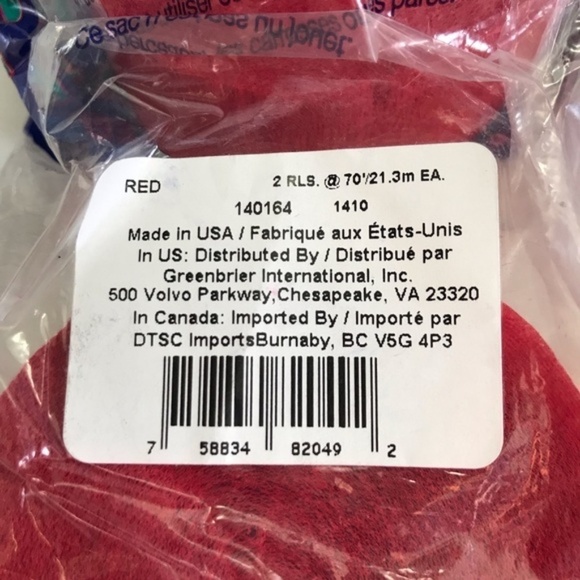 Ce sac n'
RED 2 RLS. @ 70'/21.3m EA.
140164 1410
Made in USA / Fabriqué aux États-Unis
In US: Distributed By / Distribué par
Greenbrier International, Inc.
500 Volvo Parkway,Chesapeake, VA 23320
In Canada: Imported By / Importé par
DTSC ImportsBurnaby, BC V5G 4P3
7 58834 82049 2